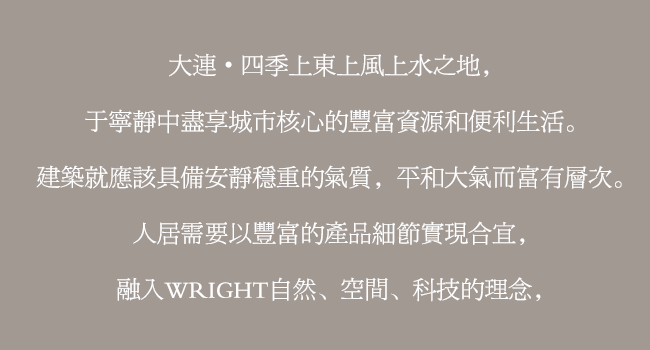 大連•四季上東上風上水之地，
于寧靜中盡享城市核心的豐富資源和便利生活。
建築就應該具備安靜穩重的氣質，平和大氣而富有層次。
人居需要以豐富的產品細節實現合宜，
融入WRIGHT自然、空間、科技的理念，